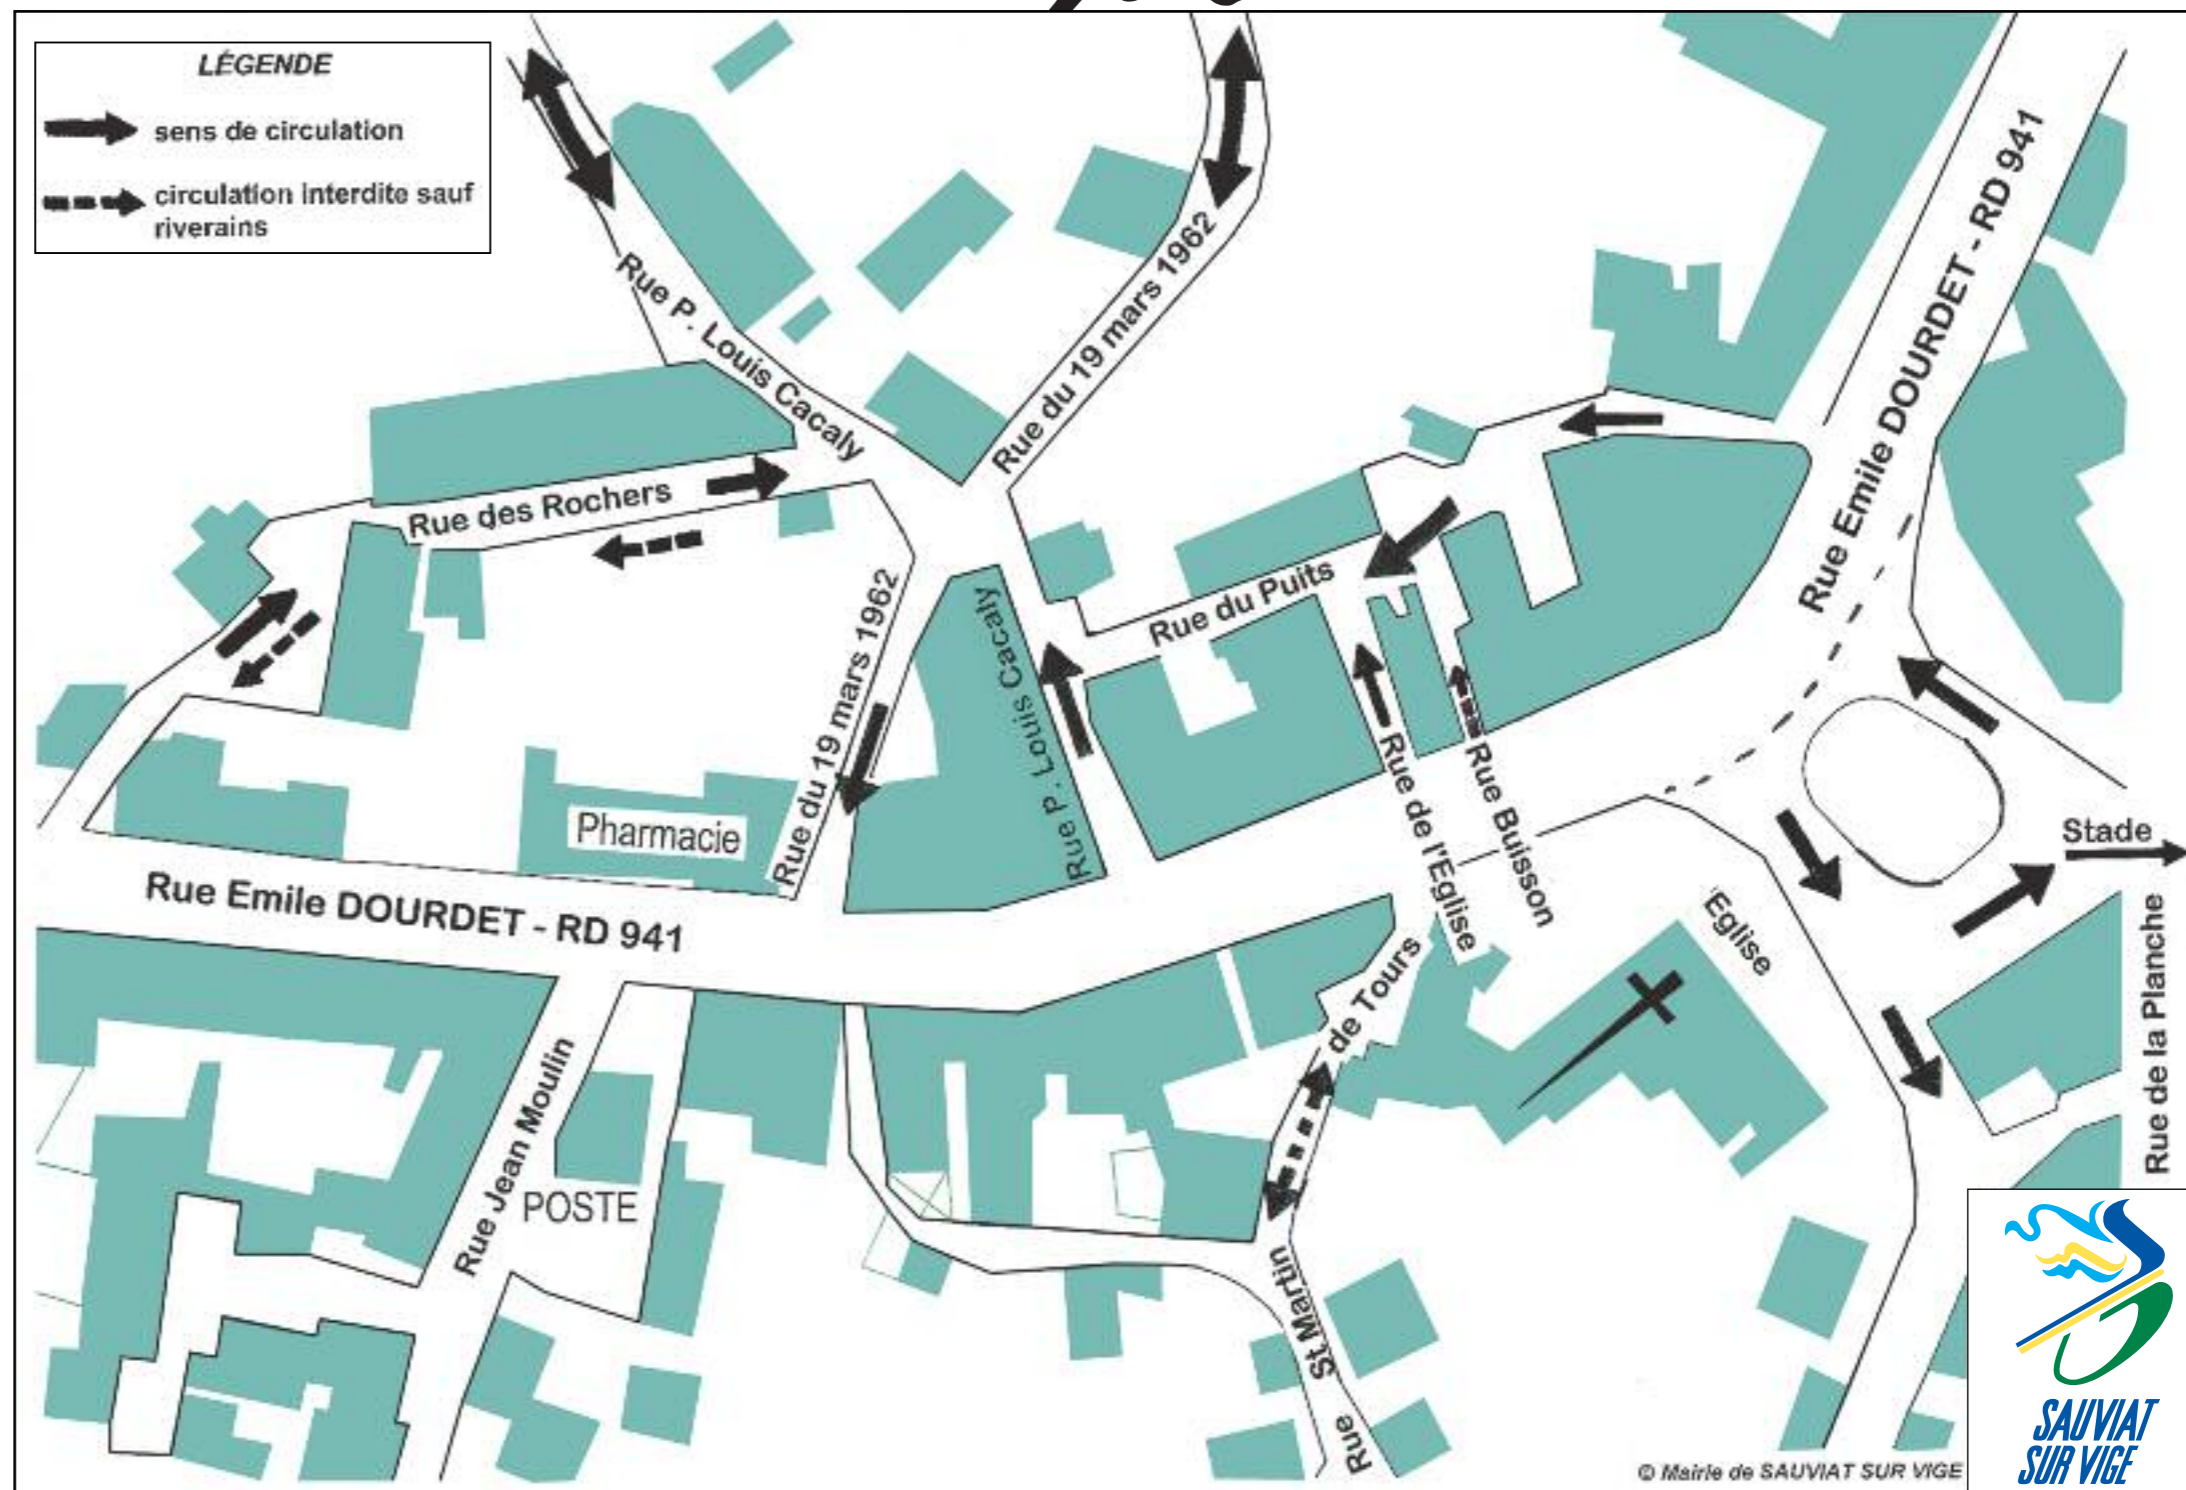 LÉGENDE
sens de circulation
circulation interdite sauf
riverains
Rue P. Louis Cacaly
Rue du 19 mars 1962
Rue Emile DOURDET - RD 941
Rue des Rochers
Rue du Puits
Rue du 19 mars 1962
Rue P. Louis Cacaly
Rue de l'Eglise
Rue Buisson
Pharmacie
Stade
Rue Emile DOURDET - RD 941
Eglise
Rue de la Planche
Rue Jean Moulin
POSTE
Rue St Martin de Tours
SAUVIAT
SUR VIGE
© Mairie de SAUVIAT SUR VIGE